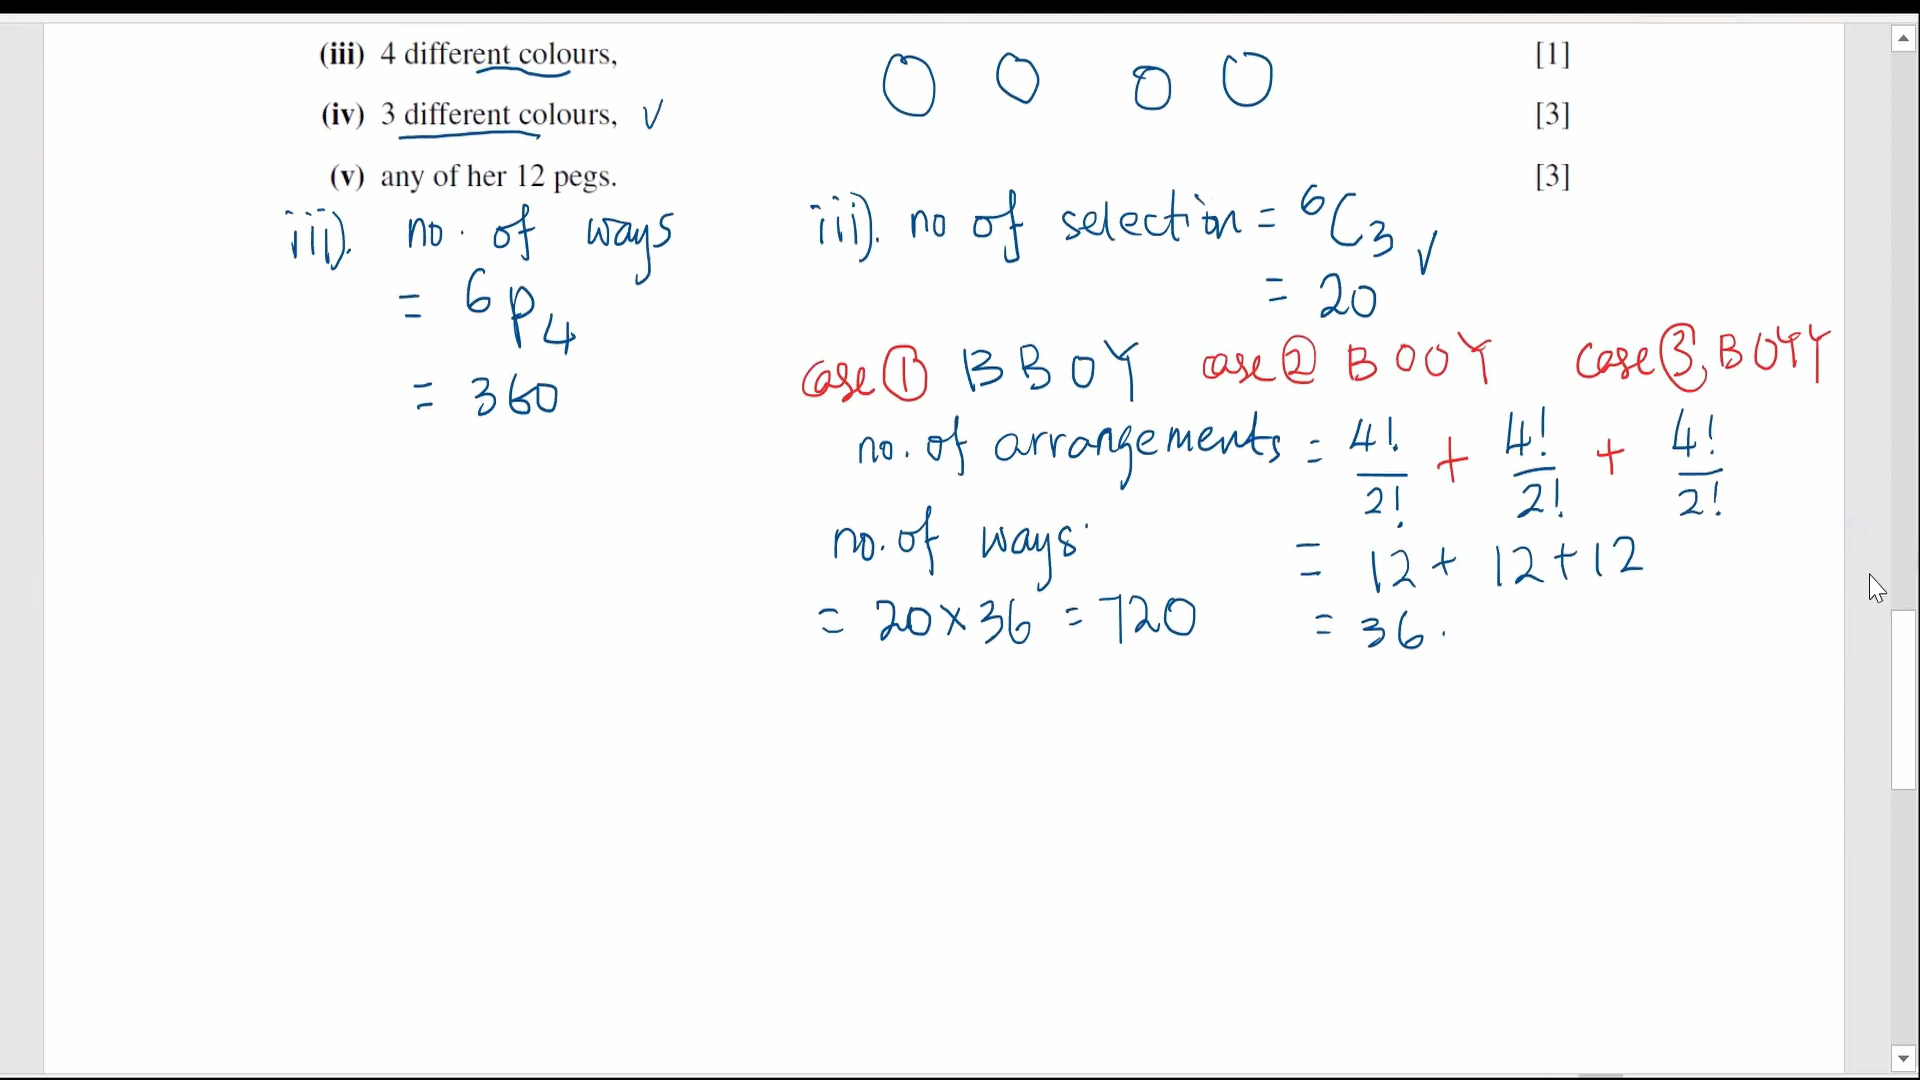 (iii) 4 different colours, [1]
(iv) 3 different colours, [3]
(v) any of her 12 pegs. [3]
iii). no. of ways
= 6P4
= 360
iii). no of selection = 6C3
= 20
case ① BBOY case ② BOOY case ③, BOYY
no. of arrangements = 4!/2! + 4!/2! + 4!/2!
= 12 + 12 + 12
= 36.
no. of ways
= 20 x 36 = 720